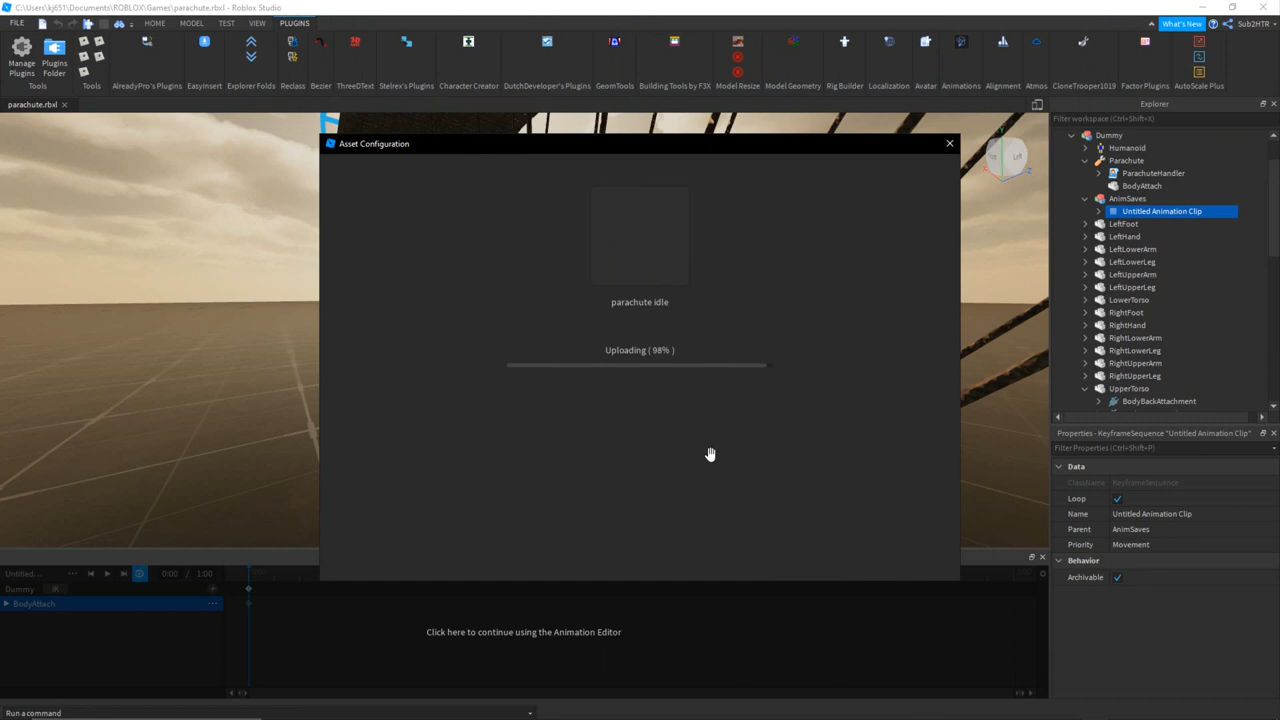 C:\Users\kj651\Documents\ROBLOX\Games\parachute.rbxl - Roblox Studio
FILE HOME MODEL TEST VIEW PLUGINS What's New Sub2HTR
Manage Plugins Plugins Folder AlreadyPro's Plugins EasyInsert Explorer Folds Reclass Bezier ThreeDText Stelrex's Plugins Character Creator DutchDeveloper's Plugins GeomTools Building Tools by F3X Model Resize Model Geometry Rig Builder Localization Avatar Animations Alignment Atmos CloneTrooper1019 Factor Plugins AutoScale Plus
Tools Tools
parachute.rbxl
Explorer
Filter workspace (Ctrl+Shift+X)
Dummy
Humanoid
Parachute
ParachuteHandler
BodyAttach
AnimSaves
Untitled Animation Clip
LeftFoot
LeftHand
LeftLowerArm
LeftLowerLeg
LeftUpperArm
LeftUpperLeg
LowerTorso
RightFoot
RightHand
RightLowerArm
RightLowerLeg
RightUpperArm
RightUpperLeg
UpperTorso
BodyBackAttachment
Properties - KeyframeSequence "Untitled Animation Clip"
Filter Properties (Ctrl+Shift+P)
Data
ClassName KeyframeSequence
Loop
Name Untitled Animation Clip
Parent AnimSaves
Priority Movement
Behavior
Archivable
Left
Y
Z
Asset Configuration
parachute idle
Uploading ( 98% )
Untitled... 0:00 / 1:00
Dummy IK
BodyAttach
Click here to continue using the Animation Editor
Run a command